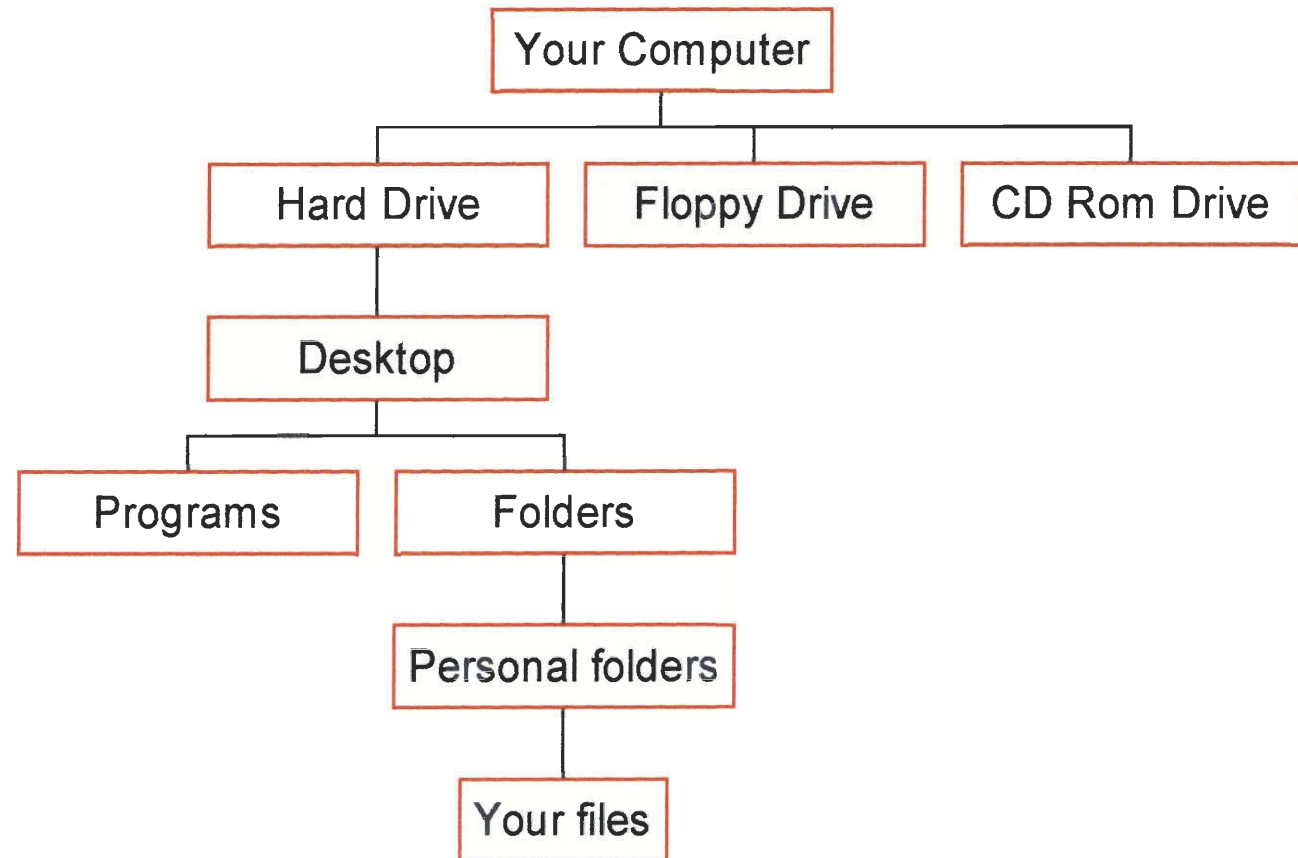 Your Computer
Hard Drive
Floppy Drive
CD Rom Drive
Desktop
Programs
Folders
Personal folders
Your files